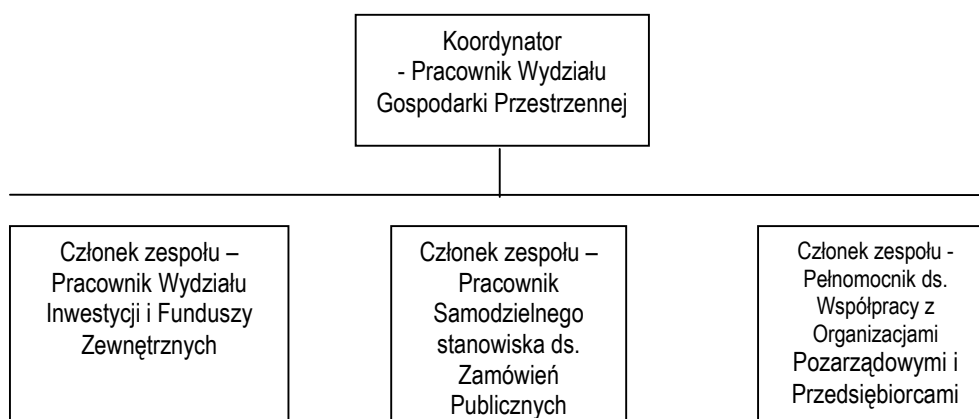 Koordynator
- Pracownik Wydziału
Gospodarki Przestrzennej
Członek zespołu –
Pracownik Wydziału
Inwestycji i Funduszy
Zewnętrznych
Członek zespołu –
Pracownik
Samodzielnego
stanowiska ds.
Zamówień
Publicznych
Członek zespołu -
Pełnomocnik ds.
Współpracy z
Organizacjami
Pozarządowymi i
Przedsiębiorcami